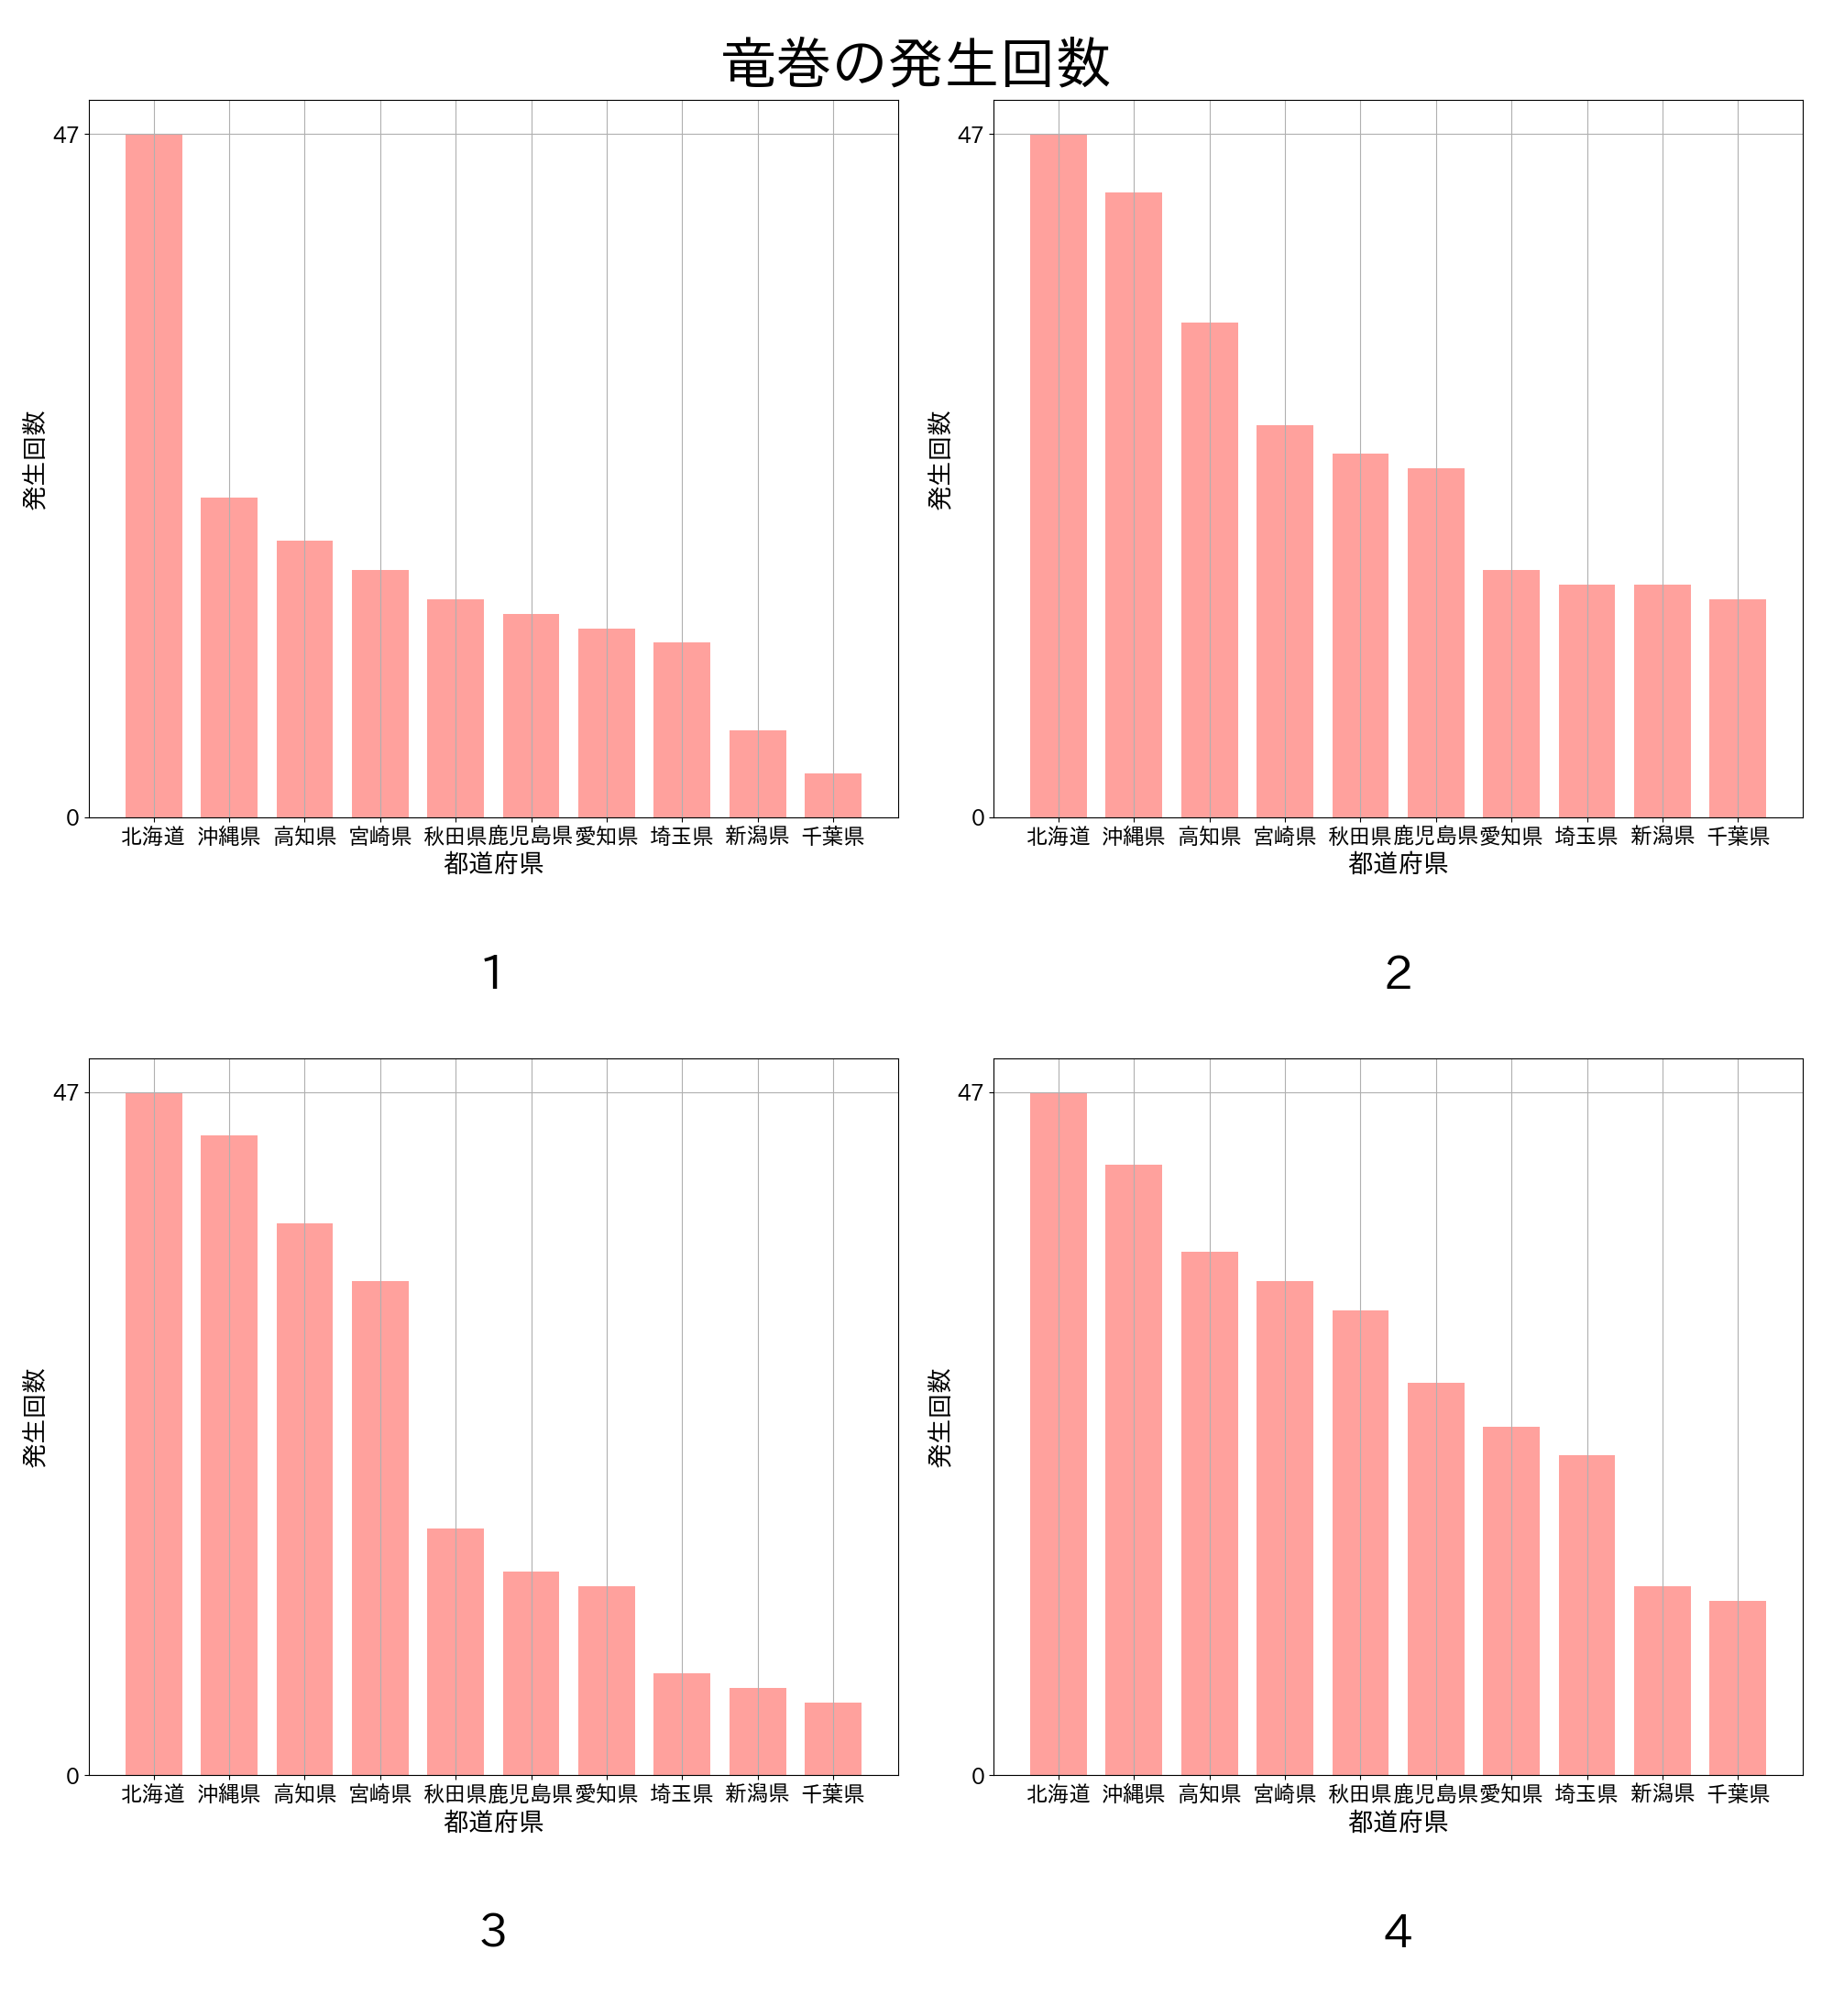 竜巻の発生回数
47
0
発生回数
北海道 沖縄県 高知県 宮崎県 秋田県 鹿児島県 愛知県 埼玉県 新潟県 千葉県
都道府県
1
47
0
発生回数
北海道 沖縄県 高知県 宮崎県 秋田県 鹿児島県 愛知県 埼玉県 新潟県 千葉県
都道府県
2
47
0
発生回数
北海道 沖縄県 高知県 宮崎県 秋田県 鹿児島県 愛知県 埼玉県 新潟県 千葉県
都道府県
3
47
0
発生回数
北海道 沖縄県 高知県 宮崎県 秋田県 鹿児島県 愛知県 埼玉県 新潟県 千葉県
都道府県
4